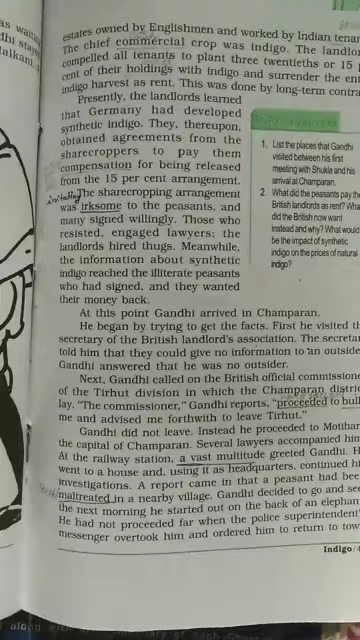 as waiti
dhi stay
alkani,
estates owned by Englishmen and worked by Indian tenan
The chief commercial crop was indigo. The landlor
compelled all tenants to plant three twentieths or 15 p
cent of their holdings with indigo and surrender the ent
indigo harvest as rent. This was done by long-term contra
Presently, the landlords learned
that Germany had developed
synthetic indigo. They, thereupon,
obtained agreements from the
sharecroppers to pay them
compensation for being released
from the 15 per cent arrangement.
The sharecropping arrangement
irritating
was irksome to the peasants, and
many signed willingly. Those who
resisted, engaged lawyers; the
landlords hired thugs. Meanwhile,
the information about synthetic
indigo reached the illiterate peasants
who had signed, and they wanted
their money back.
1. List the places that Gandhi
visited between his first
meeting with Shukla and his
arrival at Champaran.
2. What did the peasants pay the
British landlords as rent? Wha
did the British now want
instead and why? What would
be the impact of synthetic
indigo on the prices of natural
indigo?
At this point Gandhi arrived in Champaran.
He began by trying to get the facts. First he visited th
secretary of the British landlord's association. The secretar
told him that they could give no information to an outside
Gandhi answered that he was no outsider.
Next, Gandhi called on the British official commissione
of the Tirhut division in which the Champaran distric
lay. "The commissioner," Gandhi reports, "proceeded to bull
me and advised me forthwith to leave Tirhut."
Gandhi did not leave. Instead he proceeded to Motihar
the capital of Champaran. Several lawyers accompanied him
At the railway station, a vast multitude greeted Gandhi. H
went to a house and, using it as headquarters, continued hi
investigations. A report came in that a peasant had bee
maltreated in a nearby village. Gandhi decided to go and see
the next morning he started out on the back of an elephan
He had not proceeded far when the police superintendent'
messenger overtook him and ordered him to return to tow
Indigo/4